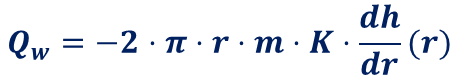 Q_w = −2 · π · r · m · K · dh/dr (r)